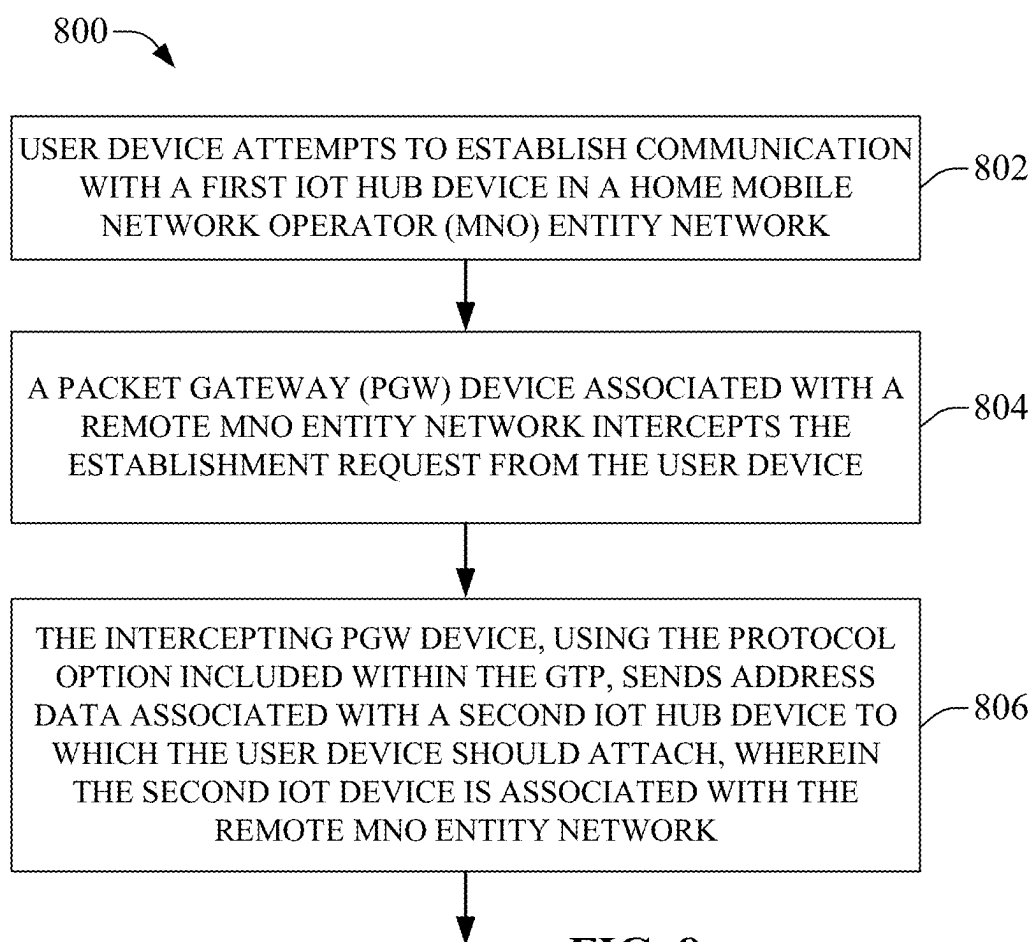 800
USER DEVICE ATTEMPTS TO ESTABLISH COMMUNICATION
WITH A FIRST IOT HUB DEVICE IN A HOME MOBILE
NETWORK OPERATOR (MNO) ENTITY NETWORK
802
A PACKET GATEWAY (PGW) DEVICE ASSOCIATED WITH A
REMOTE MNO ENTITY NETWORK INTERCEPTS THE
ESTABLISHMENT REQUEST FROM THE USER DEVICE
804
THE INTERCEPTING PGW DEVICE, USING THE PROTOCOL
OPTION INCLUDED WITHIN THE GTP, SENDS ADDRESS
DATA ASSOCIATED WITH A SECOND IOT HUB DEVICE TO
WHICH THE USER DEVICE SHOULD ATTACH, WHEREIN
THE SECOND IOT DEVICE IS ASSOCIATED WITH THE
REMOTE MNO ENTITY NETWORK
806